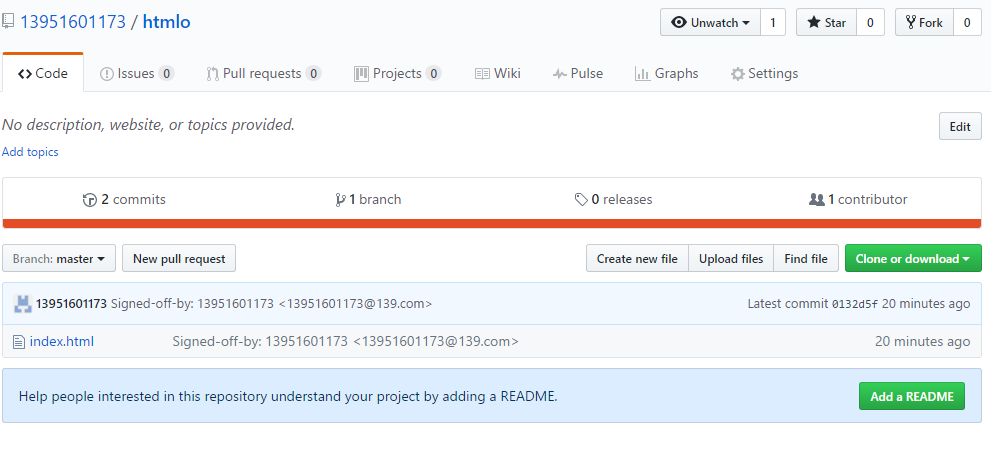 13951601173 / htmlo Unwatch 1 Star 0 Fork 0
Code Issues 0 Pull requests 0 Projects 0 Wiki Pulse Graphs Settings
No description, website, or topics provided. Edit
Add topics
2 commits 1 branch 0 releases 1 contributor
Branch: master New pull request Create new file Upload files Find file Clone or download
13951601173 Signed-off-by: 13951601173 <13951601173@139.com> Latest commit 0132d5f 20 minutes ago
index.html Signed-off-by: 13951601173 <13951601173@139.com> 20 minutes ago
Help people interested in this repository understand your project by adding a README. Add a README